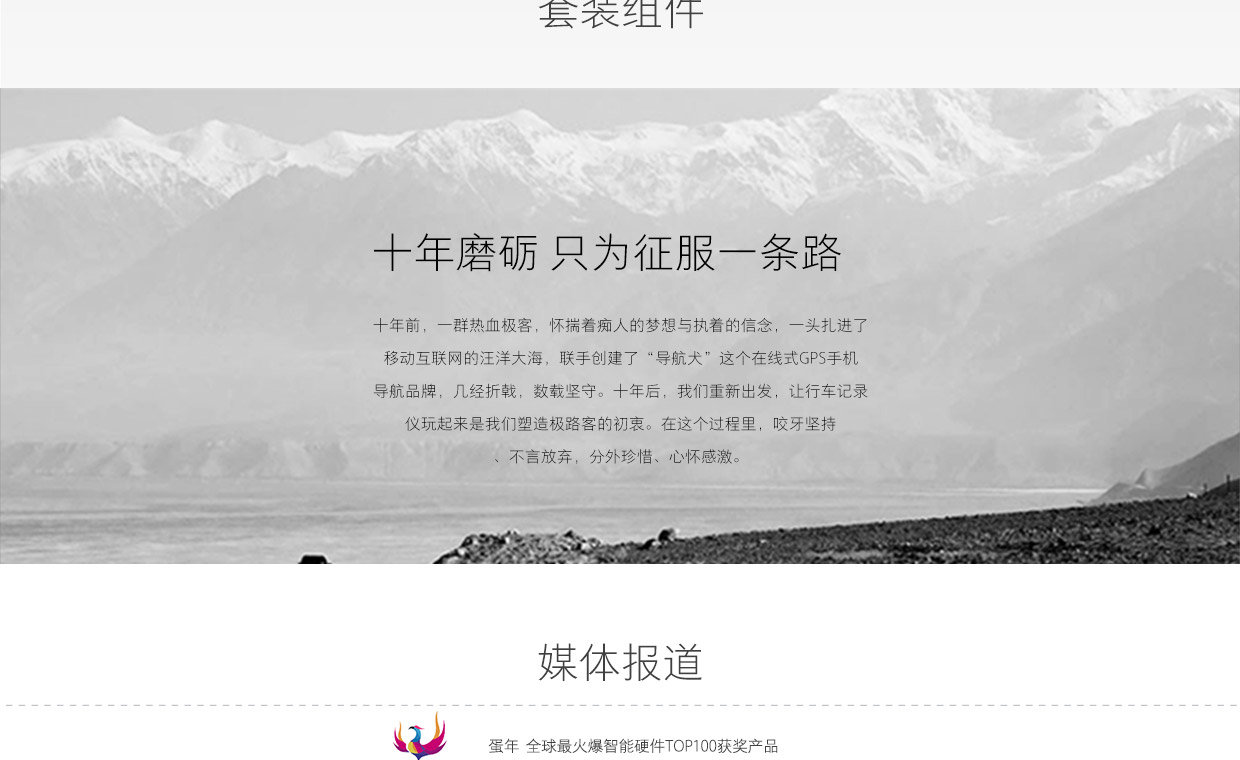 套装组件
十年磨砺 只为征服一条路
十年前，一群热血极客，怀揣着痴人的梦想与执着的信念，一头扎进了
移动互联网的汪洋大海，联手创建了“导航犬”这个在线式GPS手机
导航品牌，几经折戟，数载坚守。十年后，我们重新出发，让行车记录
仪玩起来是我们塑造极路客的初衷。在这个过程里，咬牙坚持
、不言放弃，分外珍惜、心怀感激。
媒体报道
蛋年 全球最火爆智能硬件TOP100获奖产品